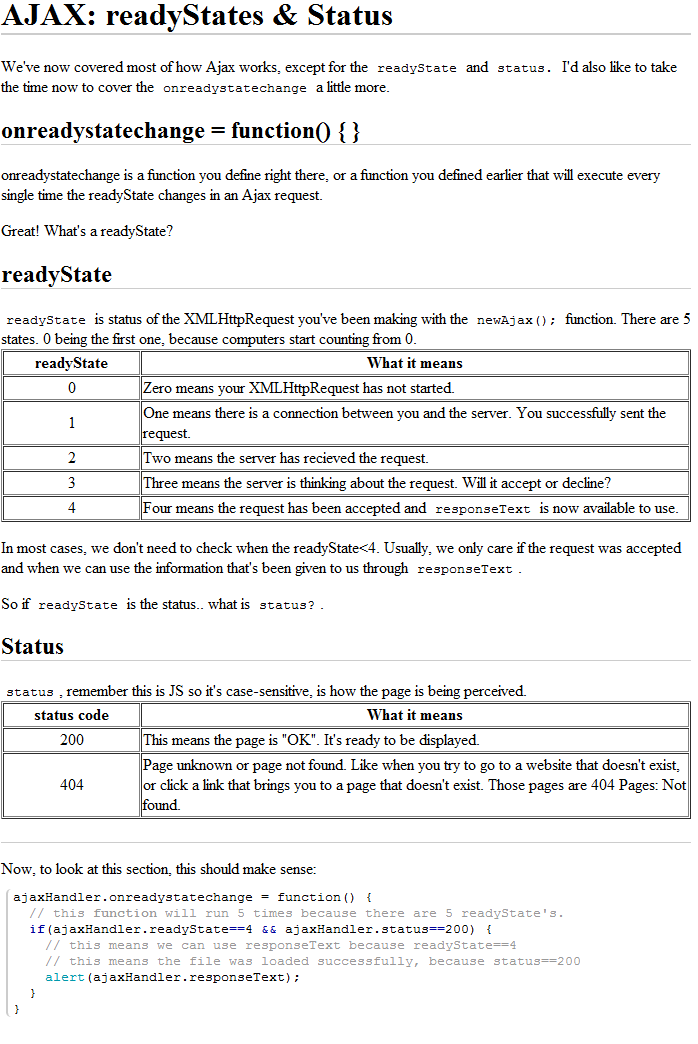 AJAX: readyStates & Status
We've now covered most of how Ajax works, except for the readyState and status. I'd also like to take
the time now to cover the onreadystatechange a little more.
onreadystatechange = function() { }
onreadystatechange is a function you define right there, or a function you defined earlier that will execute every
single time the readyState changes in an Ajax request.
Great! What's a readyState?
readyState
readyState is status of the XMLHttpRequest you've been making with the newAjax(); function. There are 5
states. 0 being the first one, because computers start counting from 0.
readyState What it means
0 Zero means your XMLHttpRequest has not started.
1 One means there is a connection between you and the server. You successfully sent the
request.
2 Two means the server has recieved the request.
3 Three means the server is thinking about the request. Will it accept or decline?
4 Four means the request has been accepted and responseText is now available to use.
In most cases, we don't need to check when the readyState<4. Usually, we only care if the request was accepted
and when we can use the information that's been given to us through responseText .
So if readyState is the status.. what is status? .
Status
status , remember this is JS so it's case-sensitive, is how the page is being perceived.
status code What it means
200 This means the page is "OK". It's ready to be displayed.
404 Page unknown or page not found. Like when you try to go to a website that doesn't exist,
or click a link that brings you to a page that doesn't exist. Those pages are 404 Pages: Not
found.
Now, to look at this section, this should make sense:
ajaxHandler.onreadystatechange = function() {
// this function will run 5 times because there are 5 readyState's.
if(ajaxHandler.readyState==4 && ajaxHandler.status==200) {
// this means we can use responseText because readyState==4
// this means the file was loaded successfully, because status==200
alert(ajaxHandler.responseText);
}
}